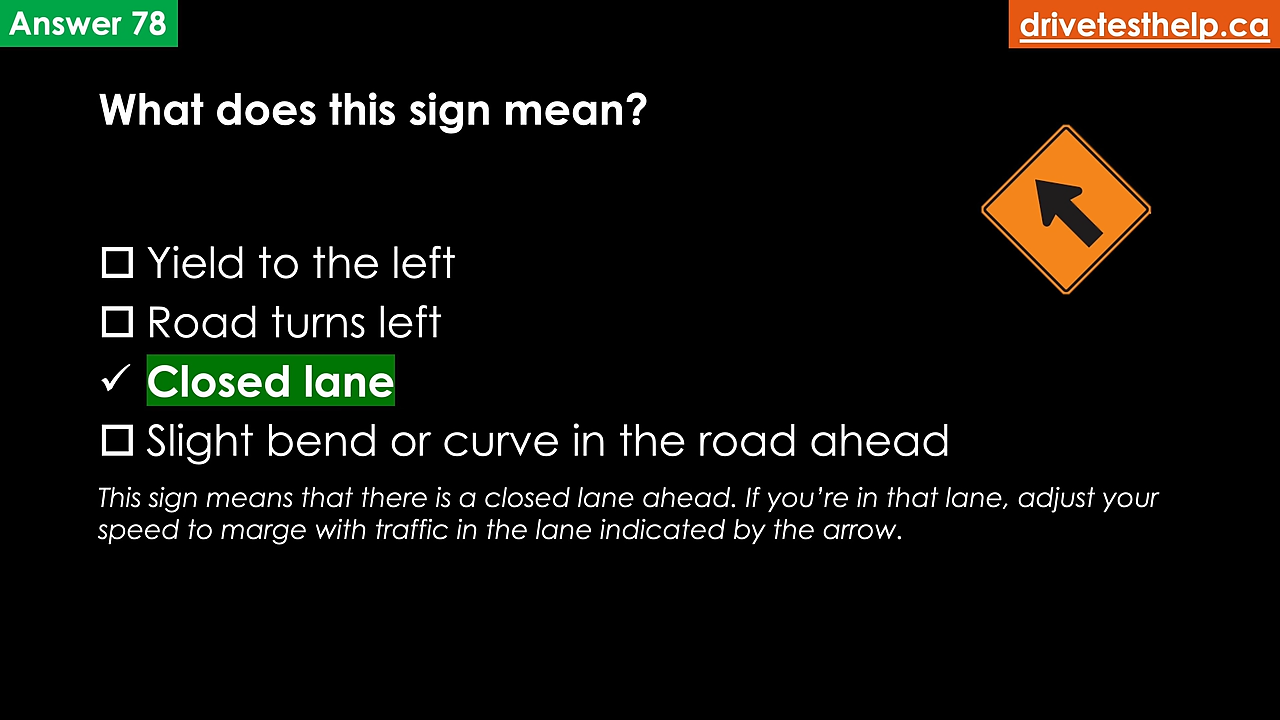 Answer 78
drivetesthelp.ca
What does this sign mean?
☐ Yield to the left
☐ Road turns left
✓ Closed lane
☐ Slight bend or curve in the road ahead
This sign means that there is a closed lane ahead. If you’re in that lane, adjust your
speed to marge with traffic in the lane indicated by the arrow.